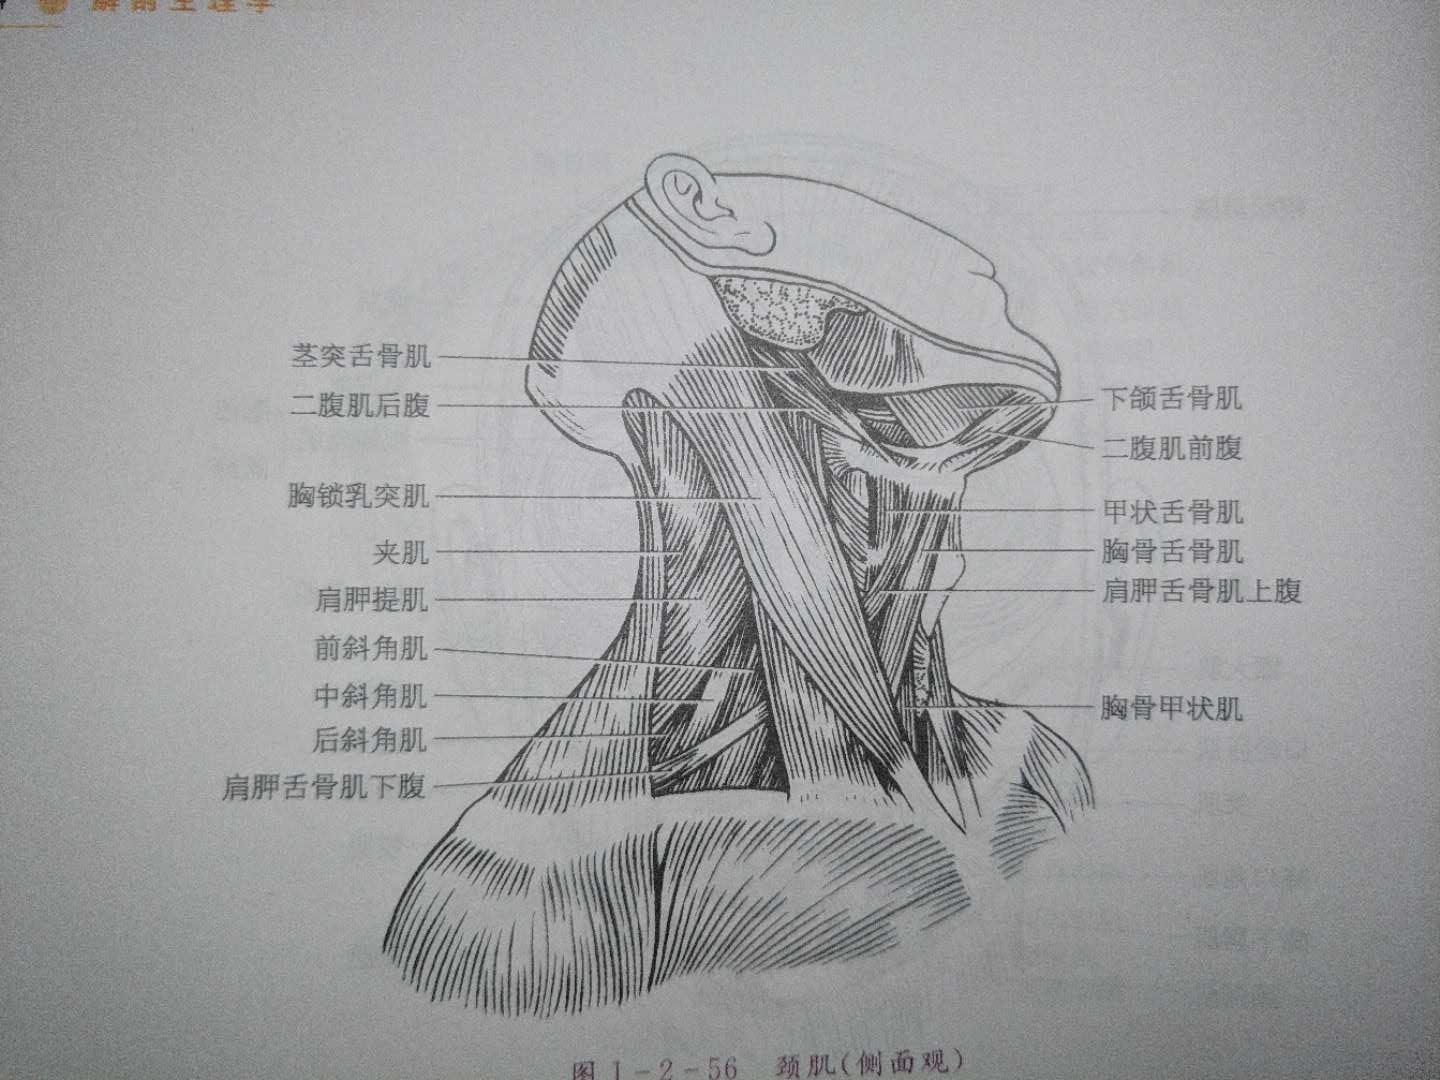 解剖生理学
茎突舌骨肌
二腹肌后腹
胸锁乳突肌
夹肌
肩胛提肌
前斜角肌
中斜角肌
后斜角肌
肩胛舌骨肌下腹
下颌舌骨肌
二腹肌前腹
甲状舌骨肌
胸骨舌骨肌
肩胛舌骨肌上腹
胸骨甲状肌
图 1-2-56 颈肌(侧面观)